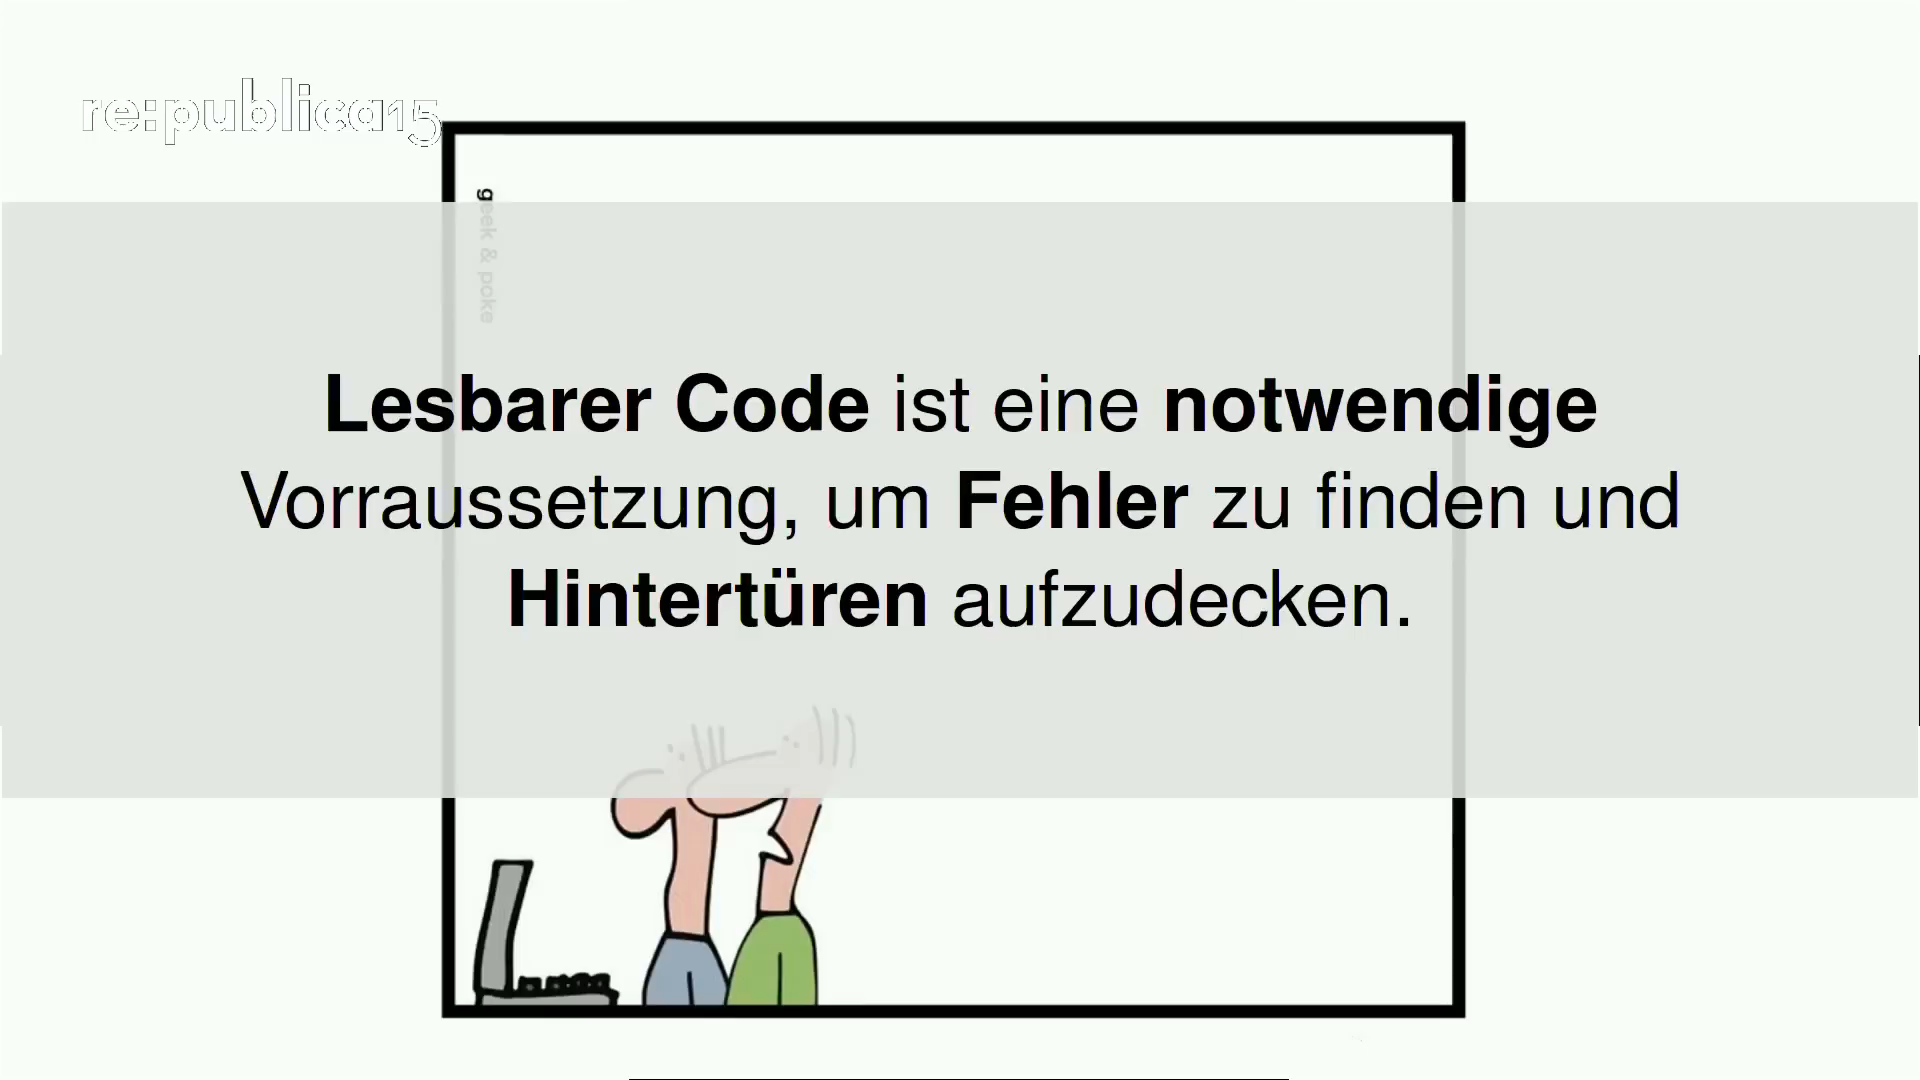 re:publica15
geek & poke
Lesbarer Code ist eine notwendige
Vorraussetzung, um Fehler zu finden und
Hintertüren aufzudecken.